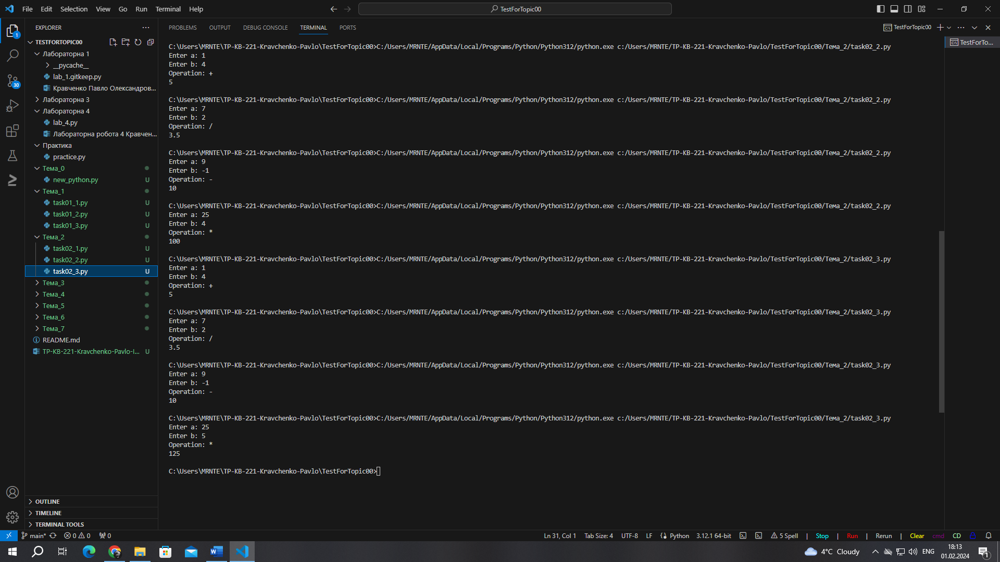 File Edit Selection View Go Run Terminal Help
TestForTopic00
EXPLORER
TESTFORTOPIC00
Лабораторна 1
__pycache__
lab_1.gitkeep.py
Кравченко Павло Олександров...
Лабораторна 3
Лабораторна 4
lab_4.py
Лабораторна робота 4 Кравчен...
Практика
practice.py
Тема_0
new_python.py U
Тема_1
task01_1.py U
task01_2.py U
task01_3.py U
Тема_2
task02_1.py U
task02_2.py U
task02_3.py U
Тема_3
Тема_4
Тема_5
Тема_6
Тема_7
README.md
TP-KB-221-Kravchenko-Pavlo-I... U
OUTLINE
TIMELINE
TERMINAL TOOLS
1
30
PROBLEMS OUTPUT DEBUG CONSOLE TERMINAL PORTS
TestForTopic00
TestForTo...
C:\Users\MRNTE\TP-KB-221-Kravchenko-Pavlo\TestForTopic00>C:/Users/MRNTE/AppData/Local/Programs/Python/Python312/python.exe c:/Users/MRNTE/TP-KB-221-Kravchenko-Pavlo/TestForTopic00/Тема_2/task02_2.py
Enter a: 1
Enter b: 4
Operation: +
5
C:\Users\MRNTE\TP-KB-221-Kravchenko-Pavlo\TestForTopic00>C:/Users/MRNTE/AppData/Local/Programs/Python/Python312/python.exe c:/Users/MRNTE/TP-KB-221-Kravchenko-Pavlo/TestForTopic00/Тема_2/task02_2.py
Enter a: 7
Enter b: 2
Operation: /
3.5
C:\Users\MRNTE\TP-KB-221-Kravchenko-Pavlo\TestForTopic00>C:/Users/MRNTE/AppData/Local/Programs/Python/Python312/python.exe c:/Users/MRNTE/TP-KB-221-Kravchenko-Pavlo/TestForTopic00/Тема_2/task02_2.py
Enter a: 9
Enter b: -1
Operation: -
10
C:\Users\MRNTE\TP-KB-221-Kravchenko-Pavlo\TestForTopic00>C:/Users/MRNTE/AppData/Local/Programs/Python/Python312/python.exe c:/Users/MRNTE/TP-KB-221-Kravchenko-Pavlo/TestForTopic00/Тема_2/task02_2.py
Enter a: 25
Enter b: 4
Operation: *
100
C:\Users\MRNTE\TP-KB-221-Kravchenko-Pavlo\TestForTopic00>C:/Users/MRNTE/AppData/Local/Programs/Python/Python312/python.exe c:/Users/MRNTE/TP-KB-221-Kravchenko-Pavlo/TestForTopic00/Тема_2/task02_3.py
Enter a: 1
Enter b: 4
Operation: +
5
C:\Users\MRNTE\TP-KB-221-Kravchenko-Pavlo\TestForTopic00>C:/Users/MRNTE/AppData/Local/Programs/Python/Python312/python.exe c:/Users/MRNTE/TP-KB-221-Kravchenko-Pavlo/TestForTopic00/Тема_2/task02_3.py
Enter a: 7
Enter b: 2
Operation: /
3.5
C:\Users\MRNTE\TP-KB-221-Kravchenko-Pavlo\TestForTopic00>C:/Users/MRNTE/AppData/Local/Programs/Python/Python312/python.exe c:/Users/MRNTE/TP-KB-221-Kravchenko-Pavlo/TestForTopic00/Тема_2/task02_3.py
Enter a: 9
Enter b: -1
Operation: -
10
C:\Users\MRNTE\TP-KB-221-Kravchenko-Pavlo\TestForTopic00>C:/Users/MRNTE/AppData/Local/Programs/Python/Python312/python.exe c:/Users/MRNTE/TP-KB-221-Kravchenko-Pavlo/TestForTopic00/Тема_2/task02_3.py
Enter a: 25
Enter b: 5
Operation: *
125
C:\Users\MRNTE\TP-KB-221-Kravchenko-Pavlo\TestForTopic00>
main* 0 0 0 Ln 31, Col 1 Tab Size: 4 UTF-8 LF Python 3.12.1 64-bit 5 Spell | Stop | Run | Rerun | Clear cmd CD
4°C Cloudy ENG 18:13
01.02.2024 1